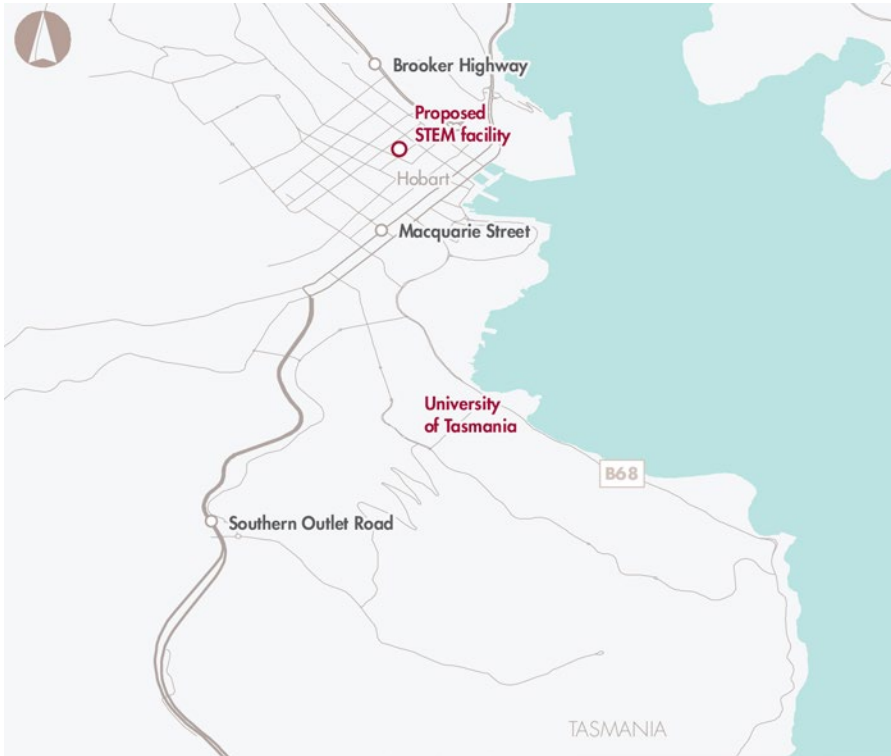 Brooker Highway
Proposed
STEM facility
Hobart
Macquarie Street
University
of Tasmania
B68
Southern Outlet Road
TASMANIA